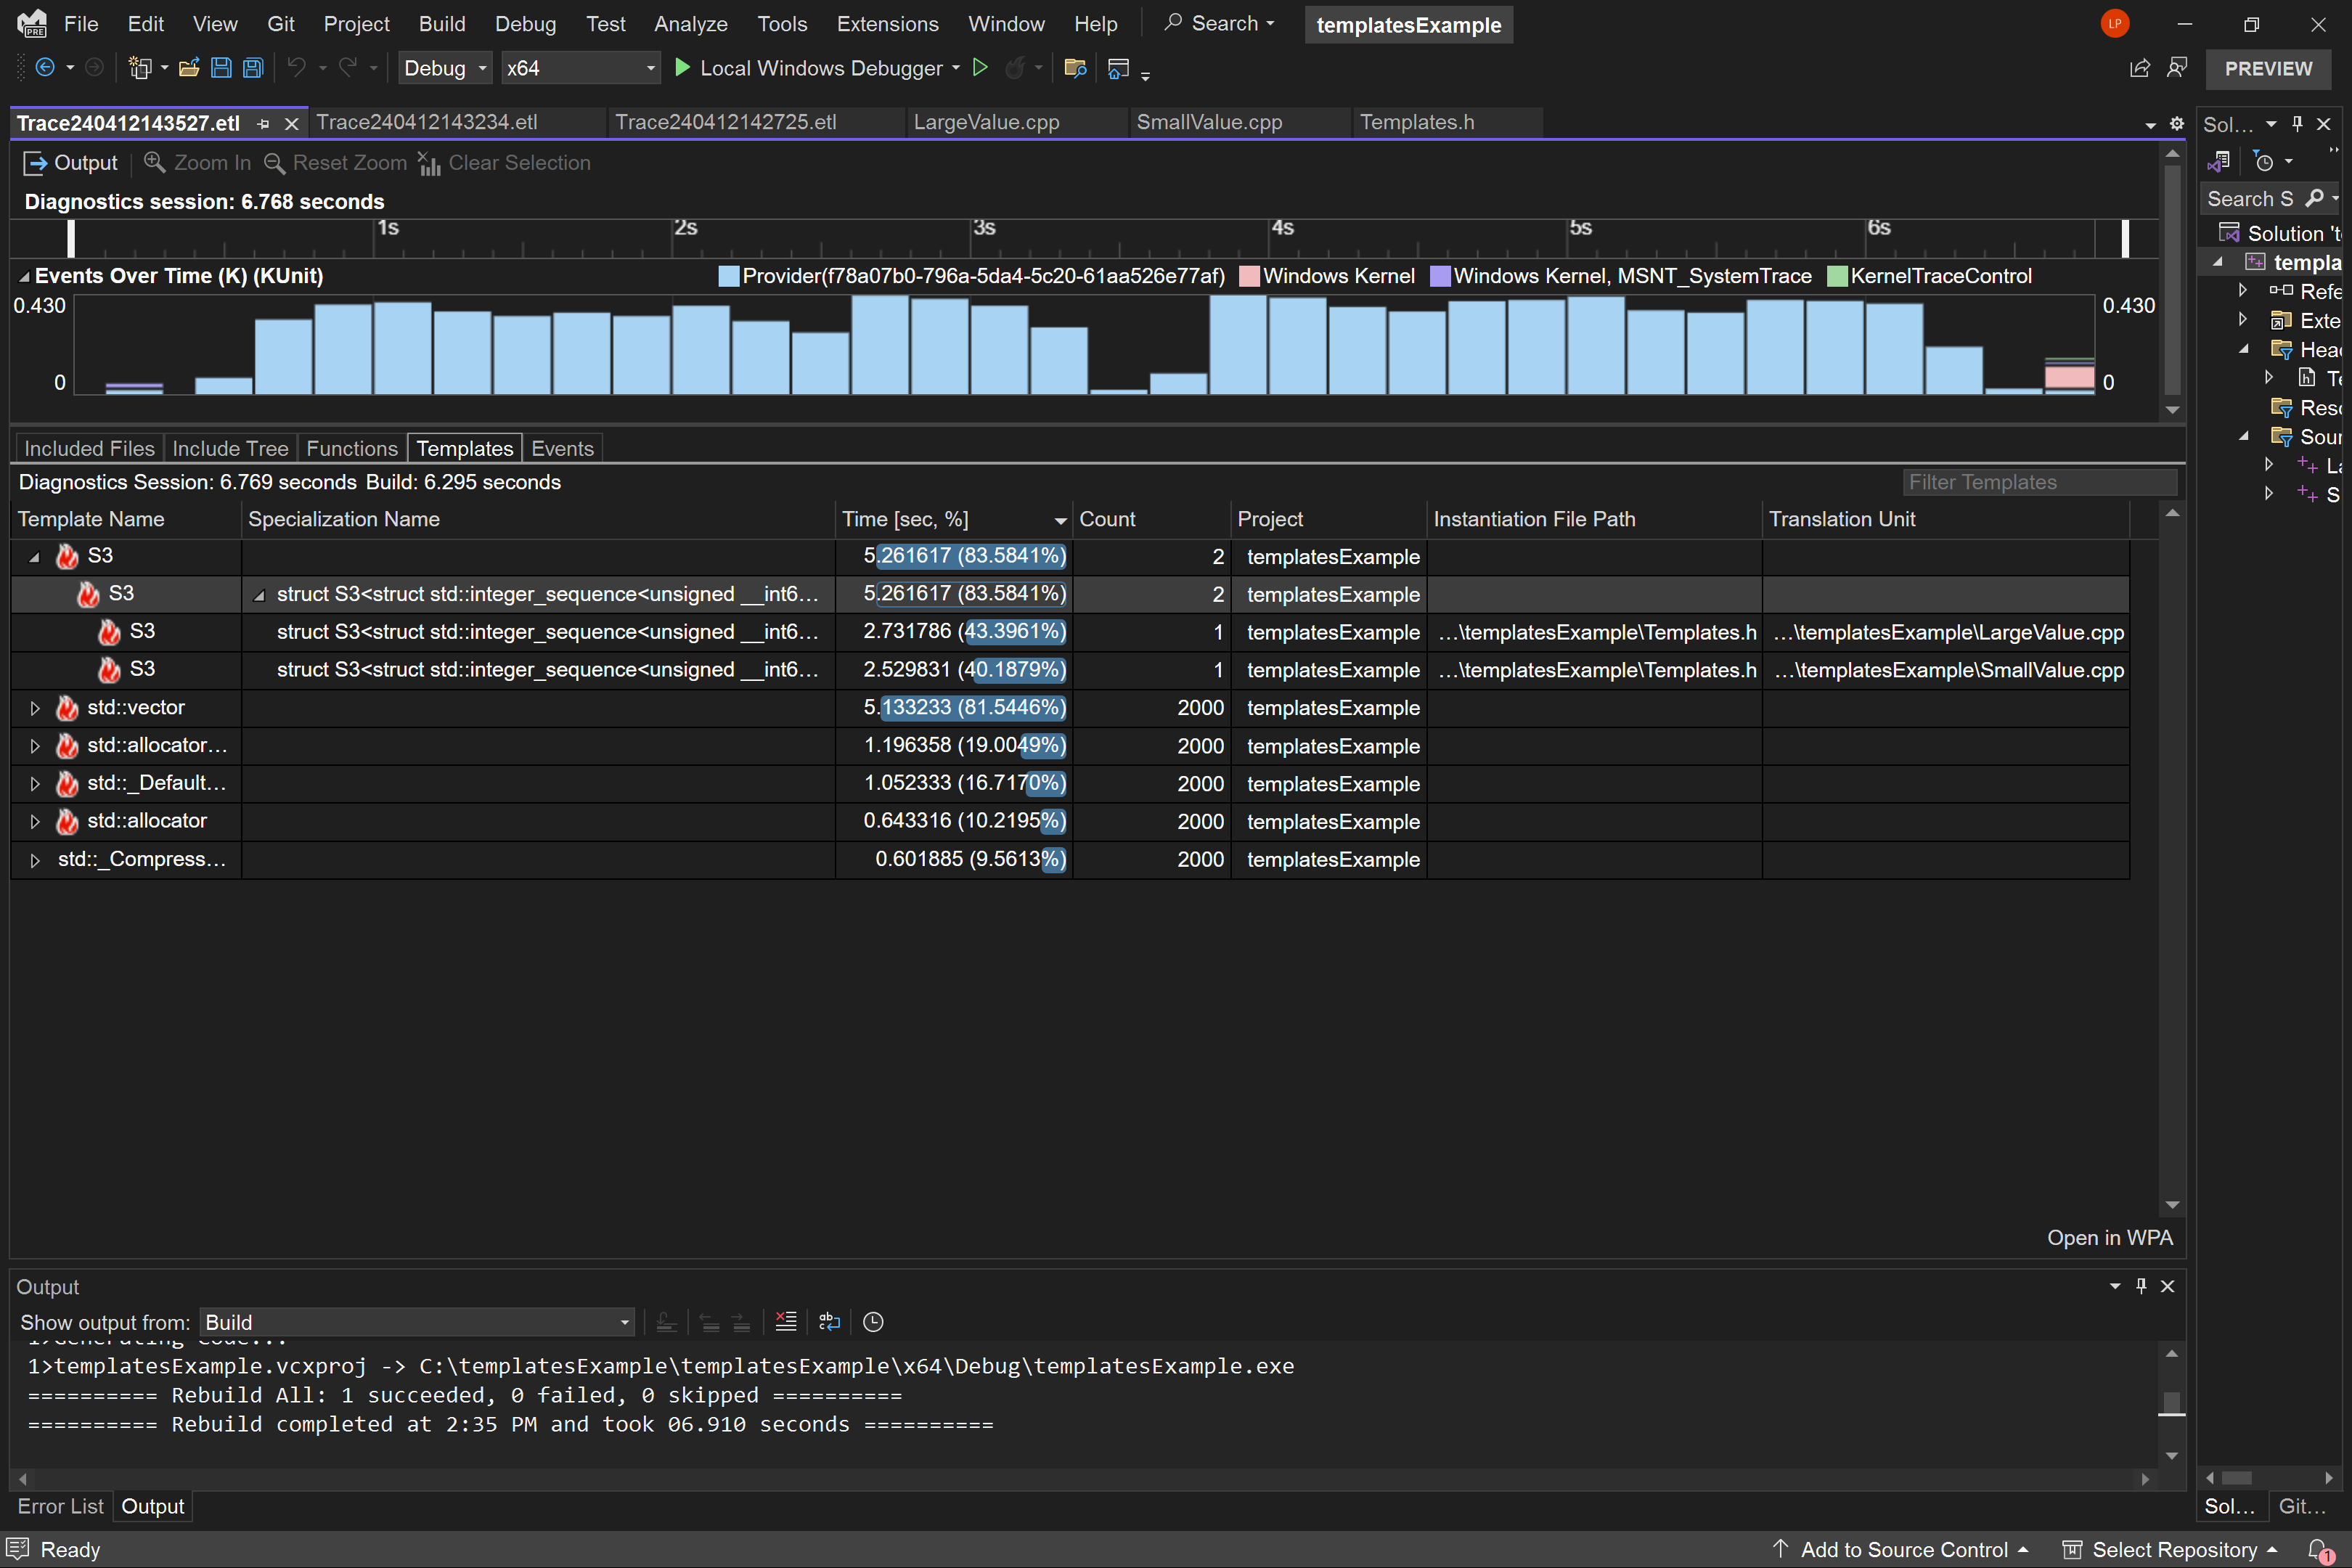 File Edit View Git Project Build Debug Test Analyze Tools Extensions Window Help Search templatesExample LP
PRE
Debug x64 Local Windows Debugger PREVIEW
Trace240412143527.etl Trace240412143234.etl Trace240412142725.etl LargeValue.cpp SmallValue.cpp Templates.h
Output Zoom In Reset Zoom Clear Selection
Diagnostics session: 6.768 seconds
1s 2s 3s 4s 5s 6s
Events Over Time (K) (KUnit) Provider(f78a07b0-796a-5da4-5c20-61aa526e77af) Windows Kernel Windows Kernel, MSNT_SystemTrace KernelTraceControl
0.430 0.430
0 0
Included Files Include Tree Functions Templates Events
Diagnostics Session: 6.769 seconds Build: 6.295 seconds Filter Templates
Template Name Specialization Name Time [sec, %] Count Project Instantiation File Path Translation Unit
S3 5.261617 (83.5841%) 2 templatesExample
S3 struct S3<struct std::integer_sequence<unsigned __int6... 5.261617 (83.5841%) 2 templatesExample
S3 struct S3<struct std::integer_sequence<unsigned __int6... 2.731786 (43.3961%) 1 templatesExample ...\templatesExample\Templates.h ...\templatesExample\LargeValue.cpp
S3 struct S3<struct std::integer_sequence<unsigned __int6... 2.529831 (40.1879%) 1 templatesExample ...\templatesExample\Templates.h ...\templatesExample\SmallValue.cpp
std::vector 5.133233 (81.5446%) 2000 templatesExample
std::allocator... 1.196358 (19.0049%) 2000 templatesExample
std::_Default... 1.052333 (16.7170%) 2000 templatesExample
std::allocator 0.643316 (10.2195%) 2000 templatesExample
std::_Compress... 0.601885 (9.5613%) 2000 templatesExample
Open in WPA
Sol...
Search S
Solution 't
templa
Refe
Exte
Head
Te
Reso
Sour
La
S
Sol... Git...
Output
Show output from: Build
1>Generating Code...
1>templatesExample.vcxproj -> C:\templatesExample\templatesExample\x64\Debug\templatesExample.exe
========== Rebuild All: 1 succeeded, 0 failed, 0 skipped ==========
========== Rebuild completed at 2:35 PM and took 06.910 seconds ==========
Error List Output
Ready Add to Source Control Select Repository 1